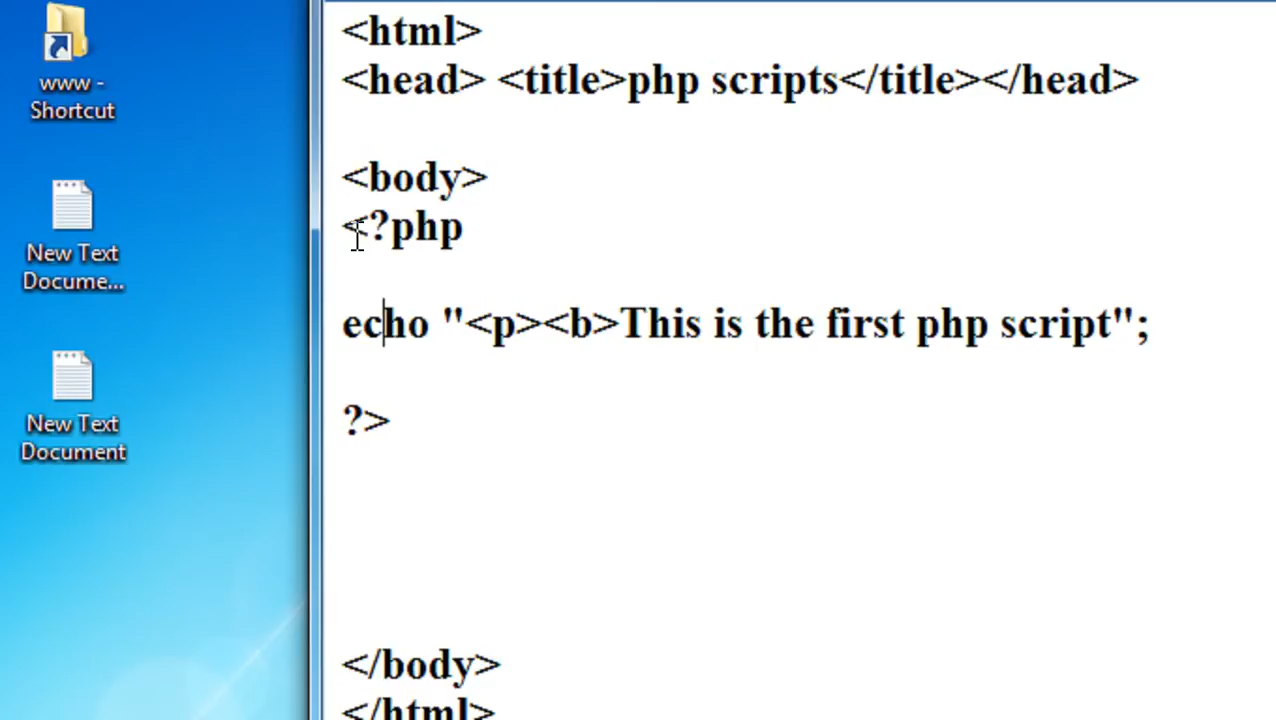 www -
Shortcut
New Text
Docume...
New Text
Document
<html>
<head> <title>php scripts</title></head>
<body>
<?php
echo "<p><b>This is the first php script";
?>
</body>
</html>